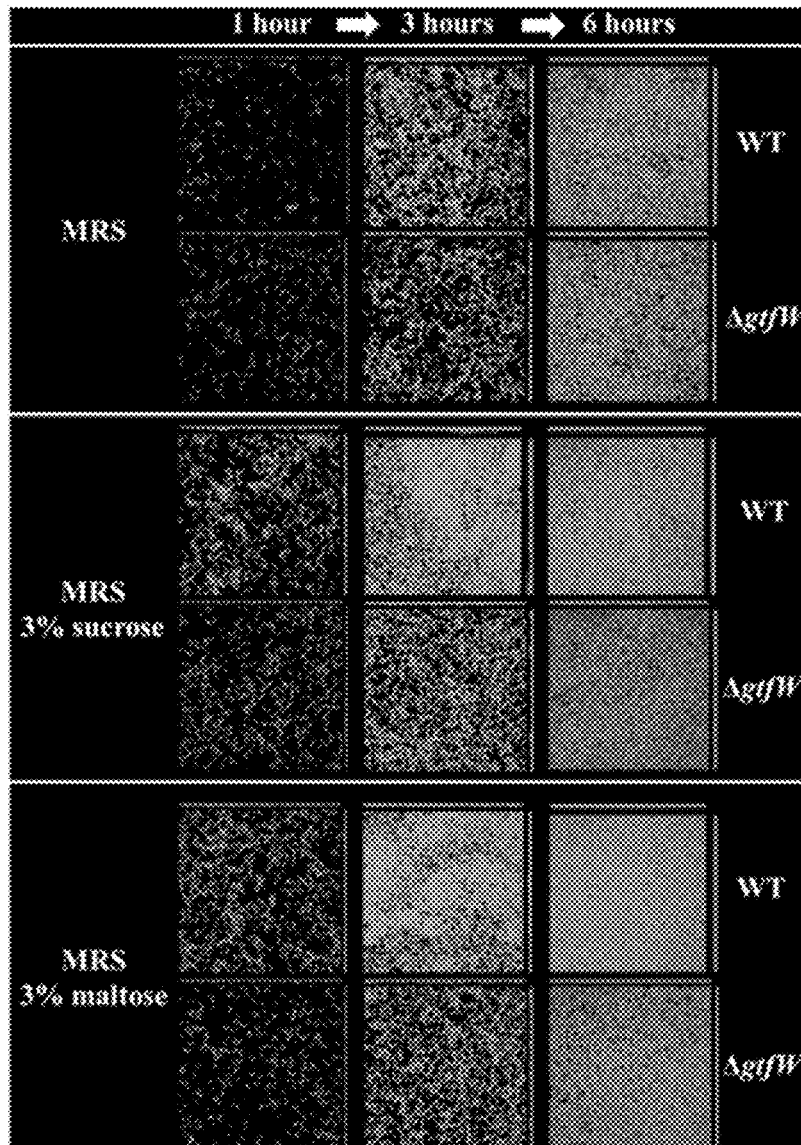 1 hour 3 hours 6 hours
WT
MRS
ΔgtfW
WT
MRS
3% sucrose
ΔgtfW
WT
MRS
3% maltose
ΔgtfW